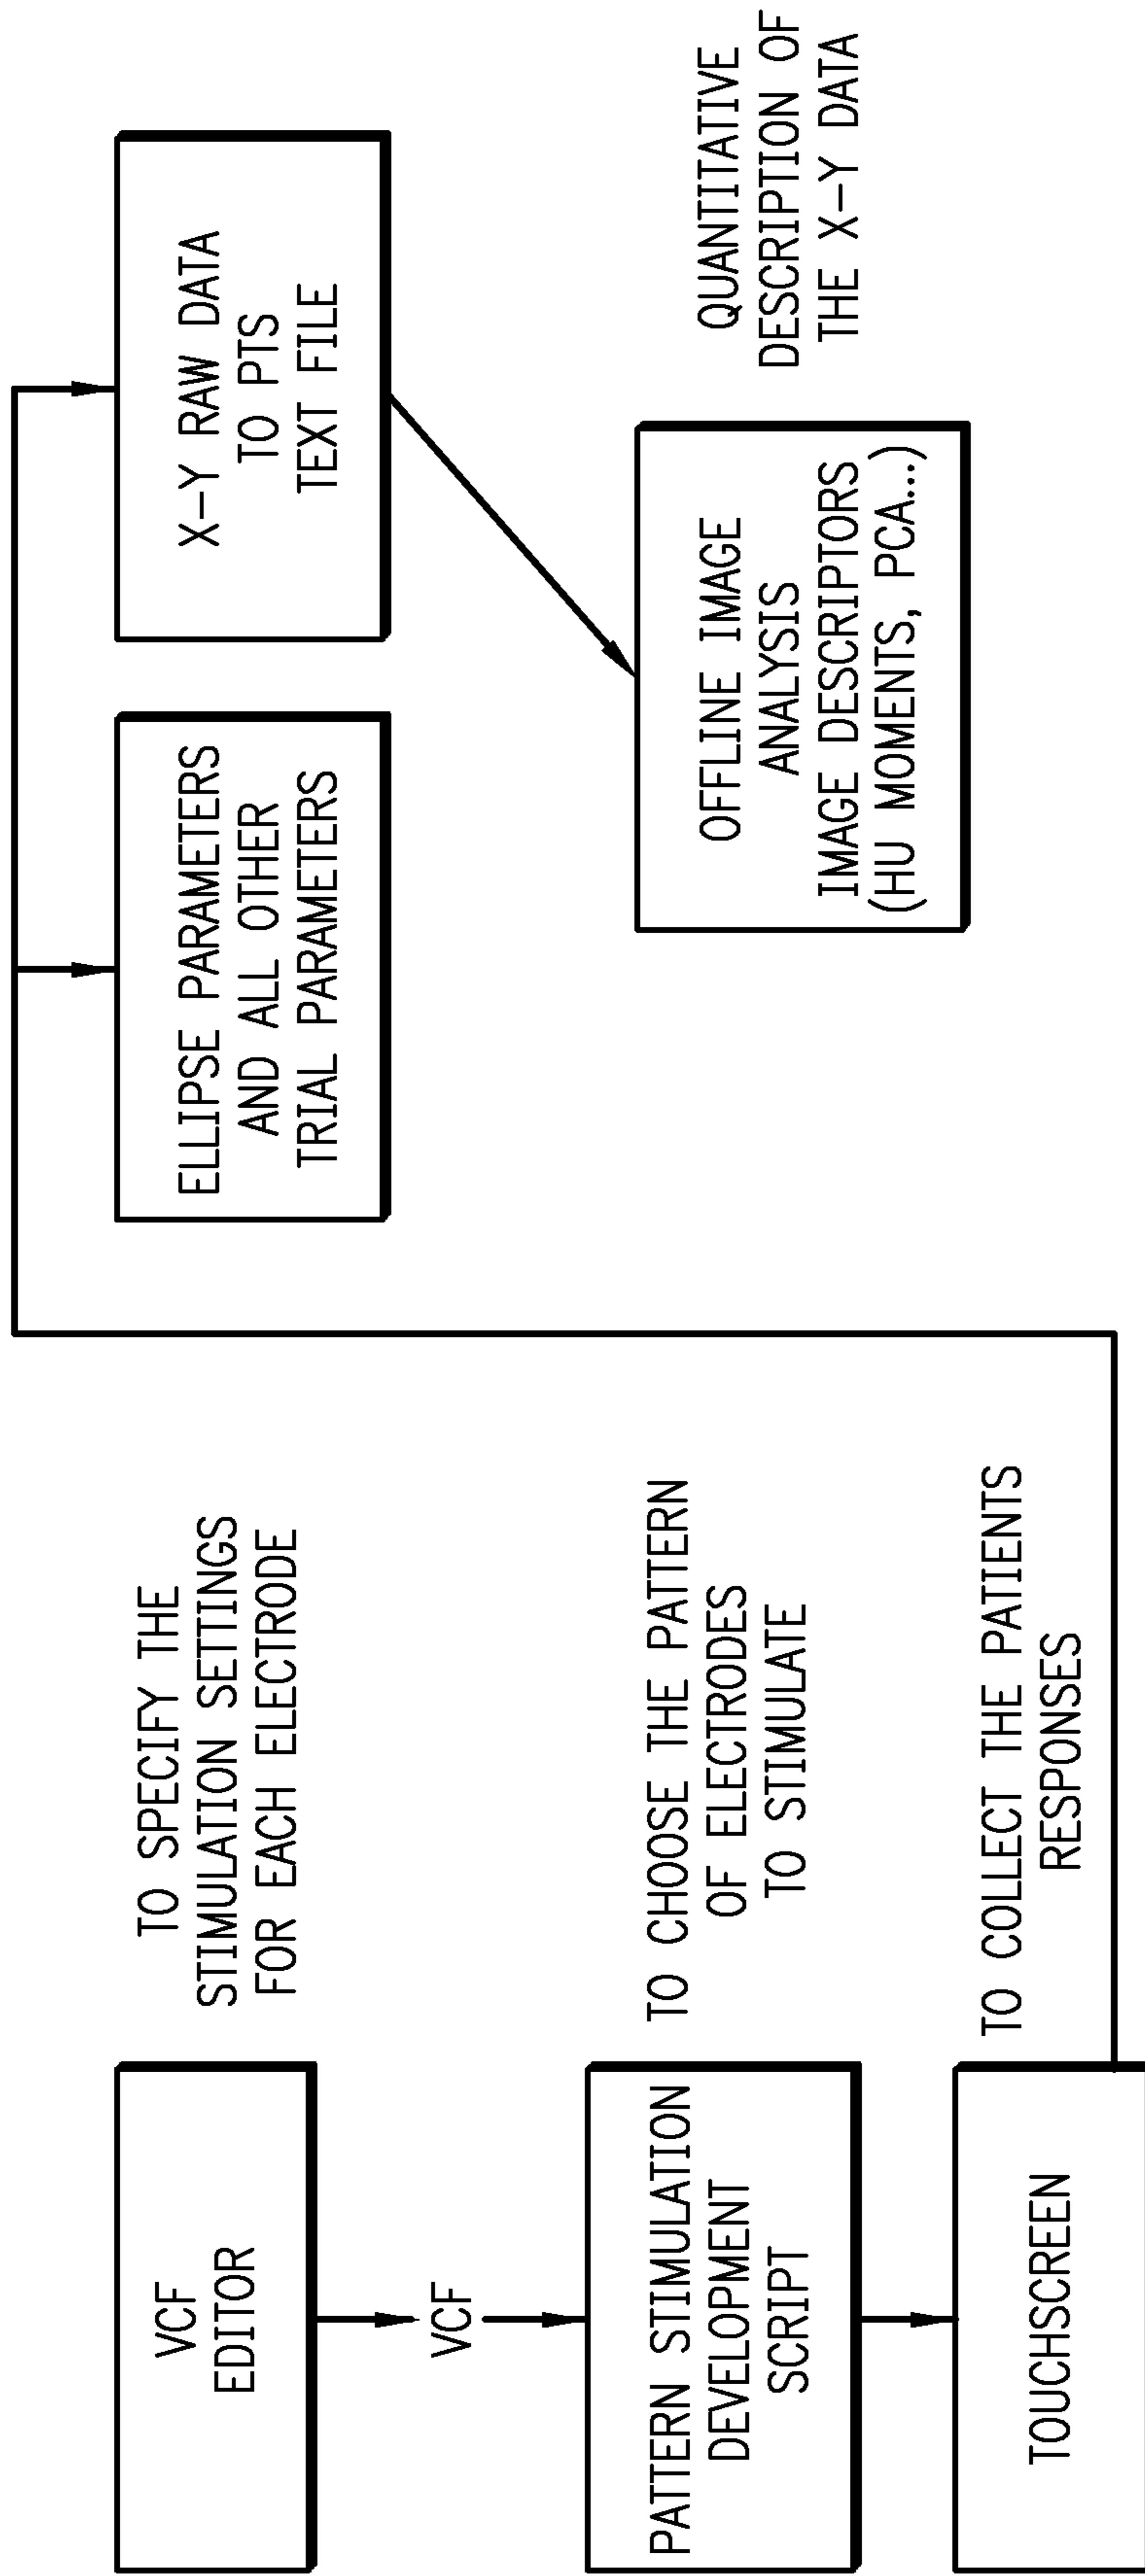 VCF
EDITOR
TO SPECIFY THE
STIMULATION SETTINGS
FOR EACH ELECTRODE
VCF
PATTERN STIMULATION
DEVELOPMENT
SCRIPT
TO CHOOSE THE PATTERN
OF ELECTRODES
TO STIMULATE
TOUCHSCREEN
TO COLLECT THE PATIENTS
RESPONSES
ELLIPSE PARAMETERS
AND ALL OTHER
TRIAL PARAMETERS
X-Y RAW DATA
TO PTS
TEXT FILE
OFFLINE IMAGE
ANALYSIS
IMAGE DESCRIPTORS
(HU MOMENTS, PCA...)
QUANTITATIVE
DESCRIPTION OF
THE X-Y DATA